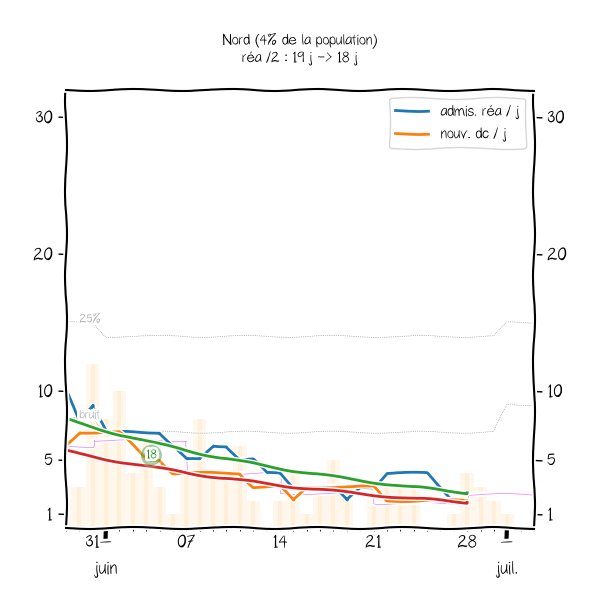 Nord (4% de la population)
réa /2 : 19 j -> 18 j
admis. réa / j
nouv. dc / j
30 30
20 20
25%
10 10
bruit
18
5 5
1 1
31 07 14 21 28
juin juil.